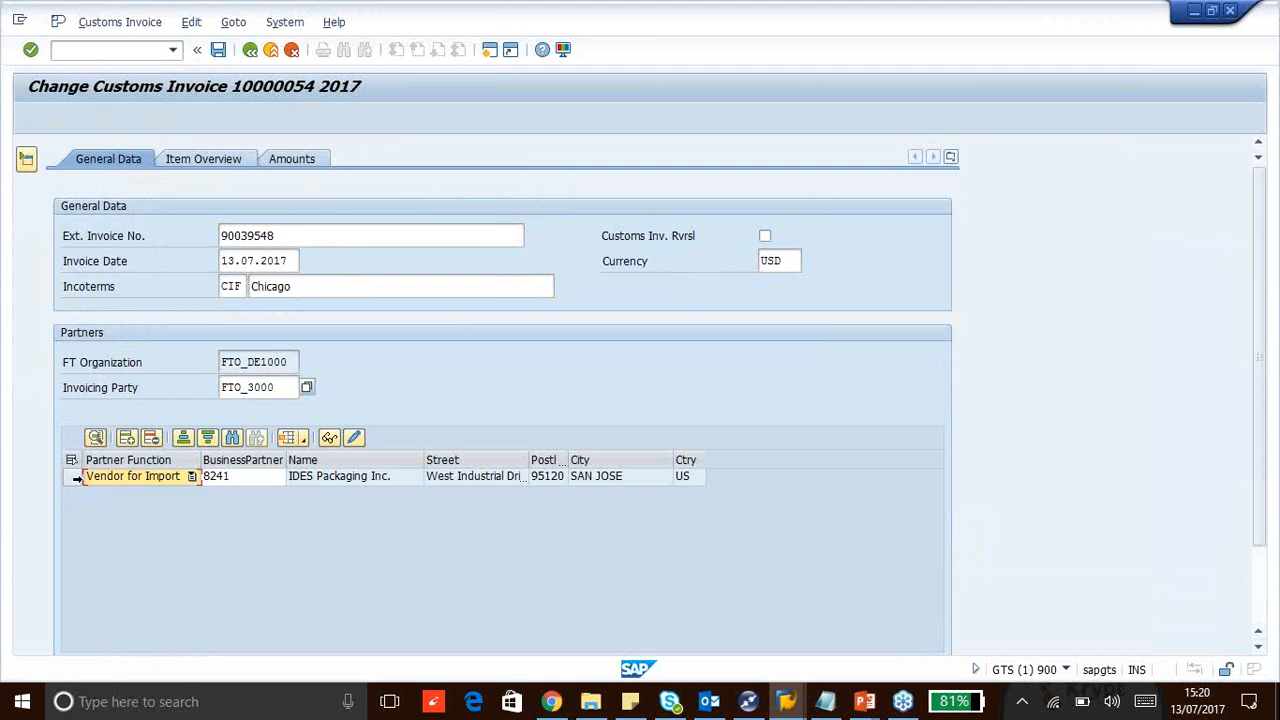 Customs Invoice Edit Goto System Help
Change Customs Invoice 10000054 2017
General Data Item Overview Amounts
General Data
Ext. Invoice No. 90039548 Customs Inv. Rvrsl
Invoice Date 13.07.2017 Currency USD
Incoterms CIF Chicago
Partners
FT Organization FTO_DE1000
Invoicing Party FTO_3000
Partner Function BusinessPartner Name Street Postl... City Ctry
Vendor for Import 8241 IDES Packaging Inc. West Industrial Dri... 95120 SAN JOSE US
SAP GTS (1) 900 sapgts INS
Type here to search 81% 15:20
13/07/2017